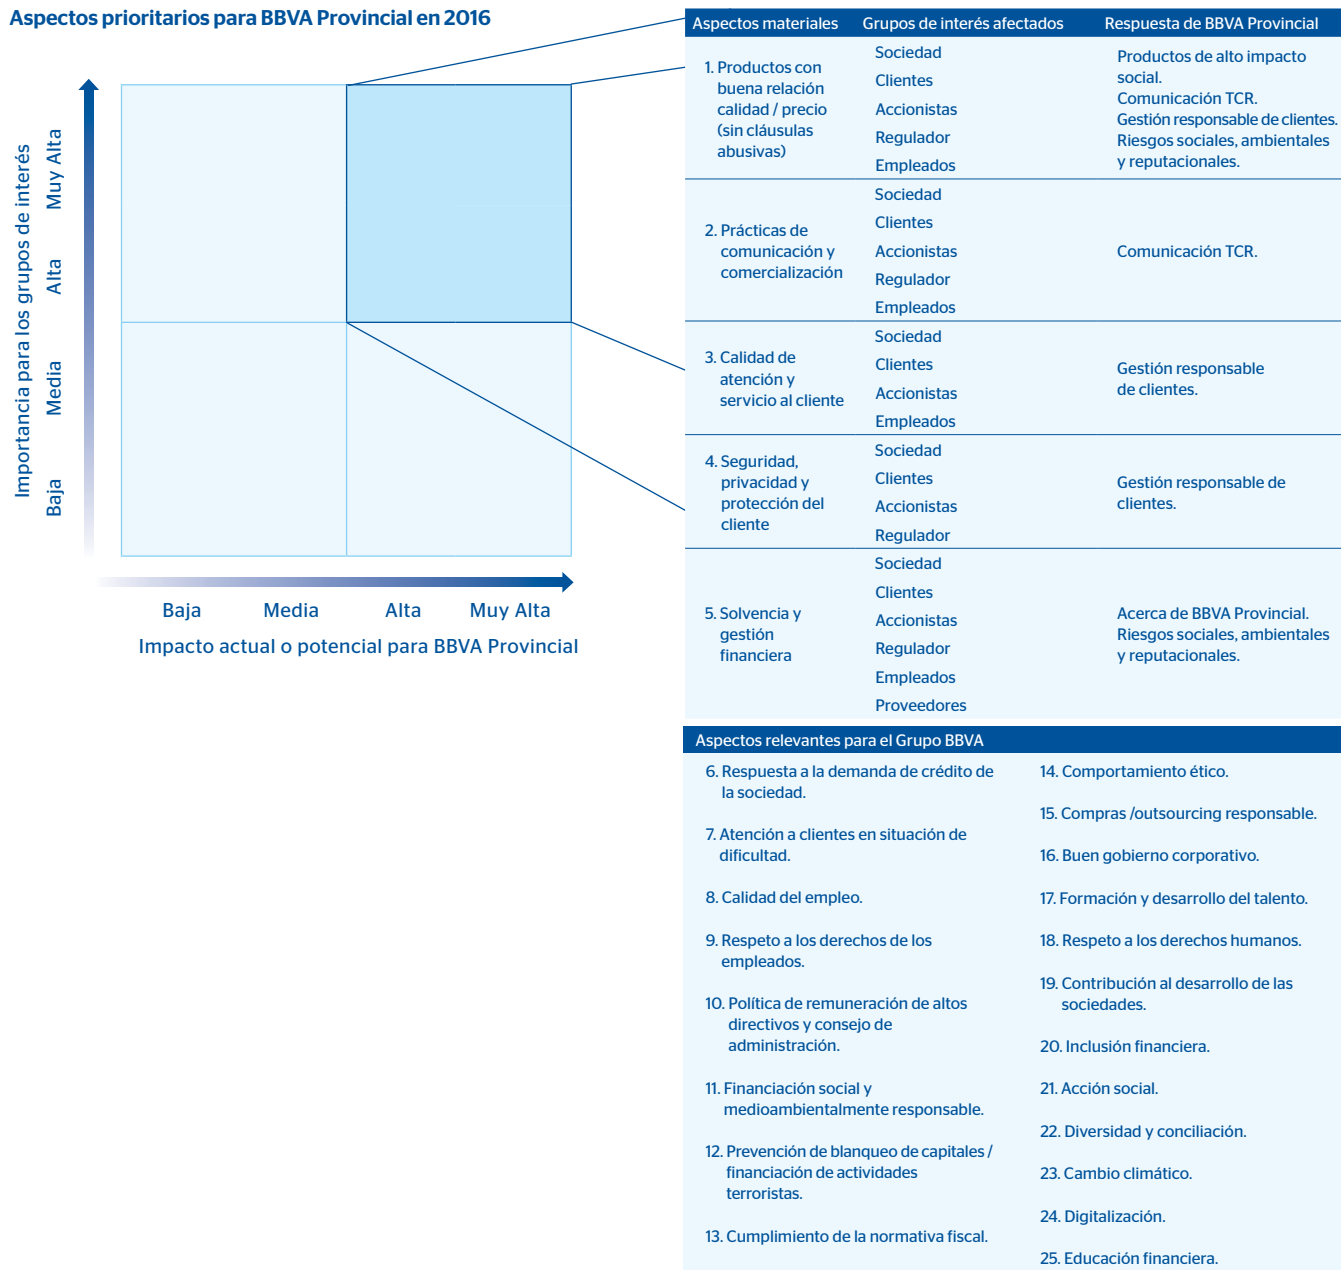 Aspectos prioritarios para BBVA Provincial en 2016
Importancia para los grupos de interés
Muy Alta
Alta
Media
Baja
Baja
Media
Alta
Muy Alta
Impacto actual o potencial para BBVA Provincial
Aspectos materiales
Grupos de interés afectados
Respuesta de BBVA Provincial
1. Productos con
buena relación
calidad / precio
(sin cláusulas
abusivas)
Sociedad
Clientes
Accionistas
Regulador
Empleados
Productos de alto impacto
social.
Comunicación TCR.
Gestión responsable de clientes.
Riesgos sociales, ambientales
y reputacionales.
2. Prácticas de
comunicación y
comercialización
Sociedad
Clientes
Accionistas
Regulador
Empleados
Comunicación TCR.
3. Calidad de
atención y
servicio al cliente
Sociedad
Clientes
Accionistas
Empleados
Gestión responsable
de clientes.
4. Seguridad,
privacidad y
protección del
cliente
Sociedad
Clientes
Accionistas
Regulador
Gestión responsable de
clientes.
5. Solvencia y
gestión
financiera
Sociedad
Clientes
Accionistas
Regulador
Empleados
Proveedores
Acerca de BBVA Provincial.
Riesgos sociales, ambientales
y reputacionales.
Aspectos relevantes para el Grupo BBVA
6. Respuesta a la demanda de crédito de
la sociedad.
7. Atención a clientes en situación de
dificultad.
8. Calidad del empleo.
9. Respeto a los derechos de los
empleados.
10. Política de remuneración de altos
directivos y consejo de
administración.
11. Financiación social y
medioambientalmente responsable.
12. Prevención de blanqueo de capitales /
financiación de actividades
terroristas.
13. Cumplimiento de la normativa fiscal.
14. Comportamiento ético.
15. Compras /outsourcing responsable.
16. Buen gobierno corporativo.
17. Formación y desarrollo del talento.
18. Respeto a los derechos humanos.
19. Contribución al desarrollo de las
sociedades.
20. Inclusión financiera.
21. Acción social.
22. Diversidad y conciliación.
23. Cambio climático.
24. Digitalización.
25. Educación financiera.